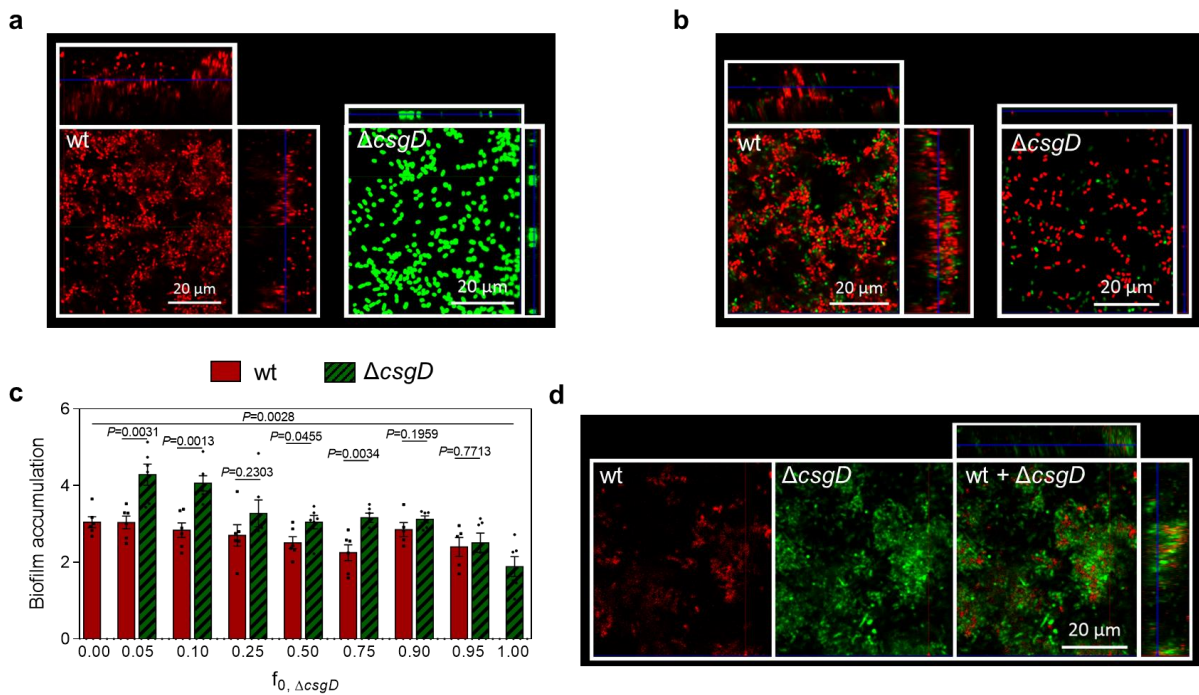 a
wt
20 µm
ΔcsgD
20 µm
b
wt
20 µm
ΔcsgD
20 µm
wt
ΔcsgD
c
Biofilm accumulation
6
4
2
0
P=0.0028
P=0.0031
P=0.0013
P=0.2303
P=0.0455
P=0.0034
P=0.1959
P=0.7713
0.00 0.05 0.10 0.25 0.50 0.75 0.90 0.95 1.00
f0, ΔcsgD
d
wt
ΔcsgD
wt + ΔcsgD
20 µm